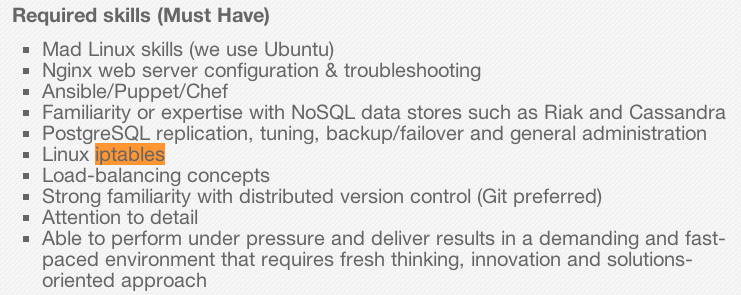 Required skills (Must Have)
Mad Linux skills (we use Ubuntu)
Nginx web server configuration & troubleshooting
Ansible/Puppet/Chef
Familiarity or expertise with NoSQL data stores such as Riak and Cassandra
PostgreSQL replication, tuning, backup/failover and general administration
Linux iptables
Load-balancing concepts
Strong familiarity with distributed version control (Git preferred)
Attention to detail
Able to perform under pressure and deliver results in a demanding and fast-
paced environment that requires fresh thinking, innovation and solutions-
oriented approach